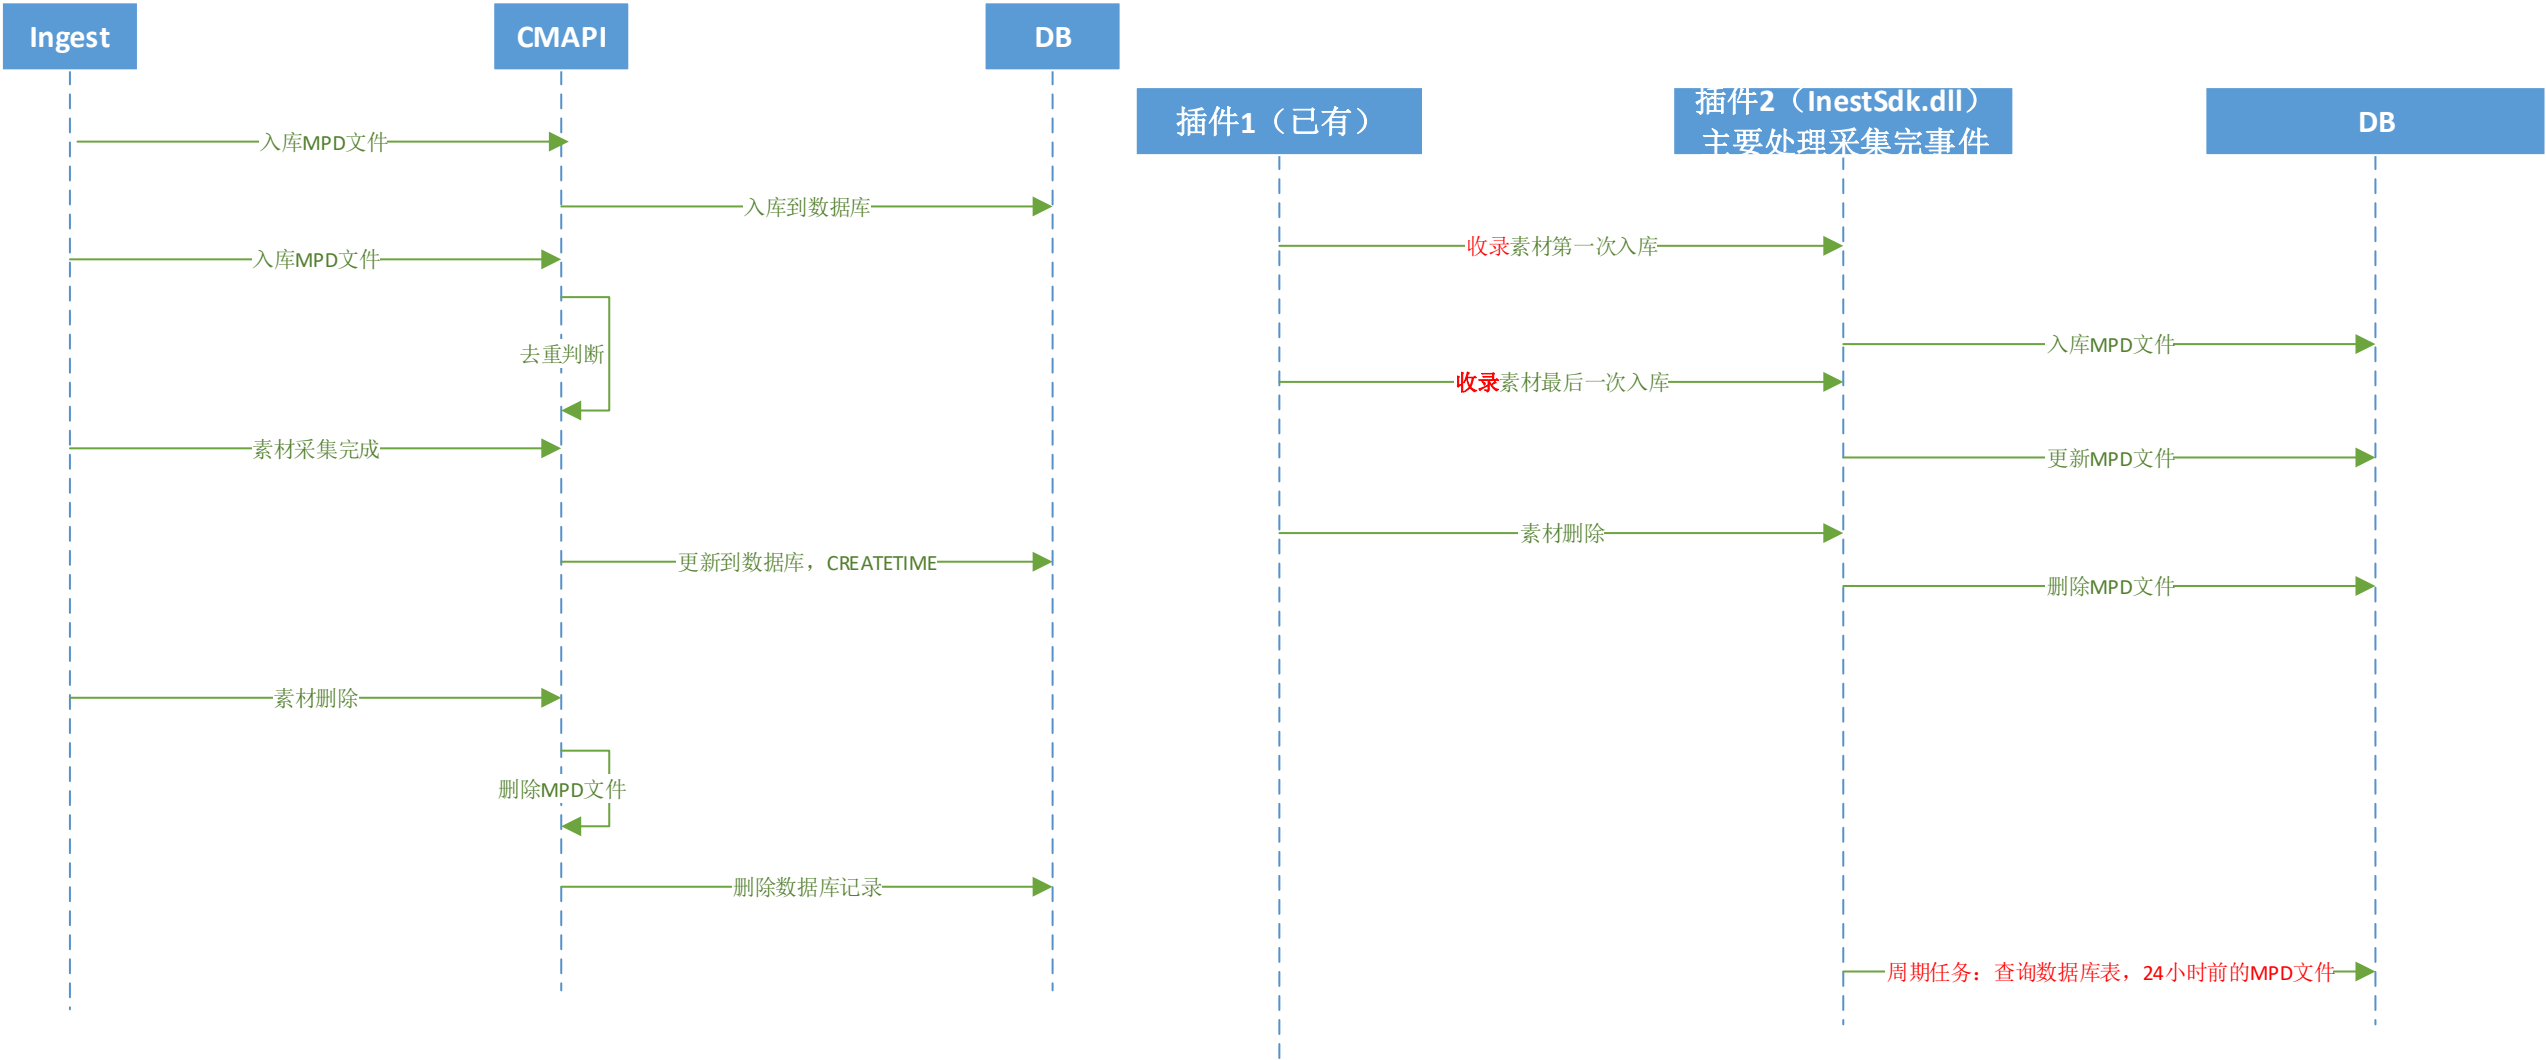 Ingest
CMAPI
DB
入库MPD文件
入库到数据库
入库MPD文件
去重判断
素材采集完成
更新到数据库，CREATETIME
素材删除
删除MPD文件
删除数据库记录
插件1（已有）
插件2（InestSdk.dll）
主要处理采集完事件
DB
收录素材第一次入库
入库MPD文件
收录素材最后一次入库
更新MPD文件
素材删除
删除MPD文件
周期任务：查询数据库表，24小时前的MPD文件